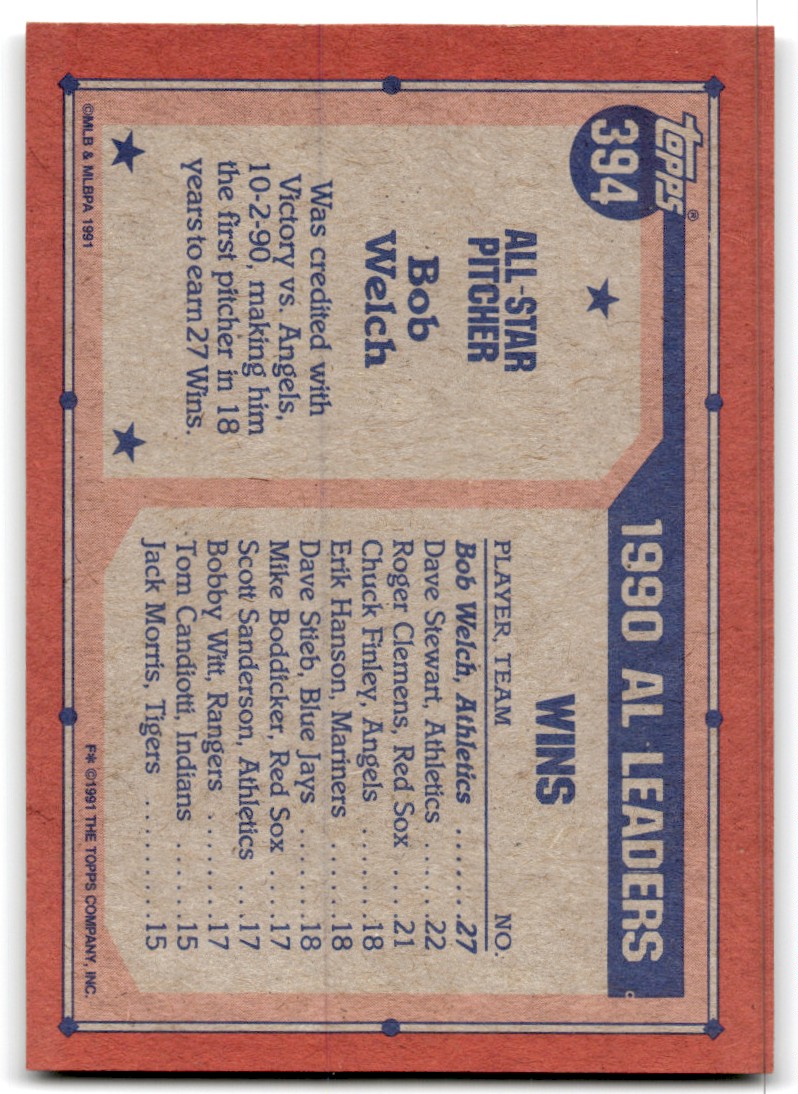 topps®
394
1990 AL LEADERS
ALL-STAR
PITCHER
Bob
Welch
Was credited with
Victory vs. Angels,
10-2-90, making him
the first pitcher in 18
years to earn 27 Wins.
WINS
PLAYER, TEAM NO.
Bob Welch, Athletics .......27
Dave Stewart, Athletics ......22
Roger Clemens, Red Sox ....21
Chuck Finley, Angels .......18
Erik Hanson, Mariners ......18
Dave Stieb, Blue Jays .......18
Mike Boddicker, Red Sox ....17
Scott Sanderson, Athletics ...17
Bobby Witt, Rangers ........17
Tom Candiotti, Indians ......15
Jack Morris, Tigers .........15
©MLB & MLBPA 1991
F* ©1991 THE TOPPS COMPANY, INC.